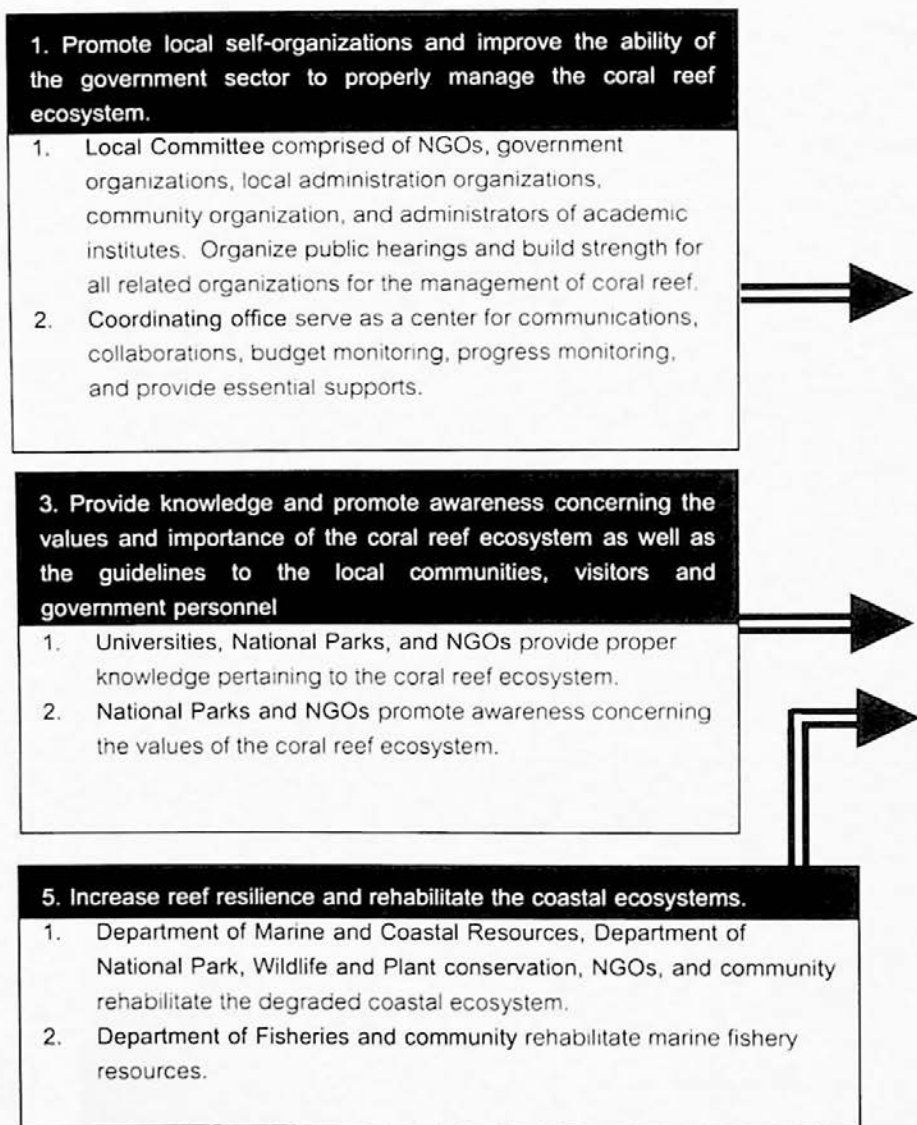 1. Promote local self-organizations and improve the ability of
the government sector to properly manage the coral reef
ecosystem.
1. Local Committee comprised of NGOs, government
organizations, local administration organizations,
community organization, and administrators of academic
institutes. Organize public hearings and build strength for
all related organizations for the management of coral reef.
2. Coordinating office serve as a center for communications,
collaborations, budget monitoring, progress monitoring,
and provide essential supports.
3. Provide knowledge and promote awareness concerning the
values and importance of the coral reef ecosystem as well as
the guidelines to the local communities, visitors and
government personnel
1. Universities, National Parks, and NGOs provide proper
knowledge pertaining to the coral reef ecosystem.
2. National Parks and NGOs promote awareness concerning
the values of the coral reef ecosystem.
5. Increase reef resilience and rehabilitate the coastal ecosystems.
1. Department of Marine and Coastal Resources, Department of
National Park, Wildlife and Plant conservation, NGOs, and community
rehabilitate the degraded coastal ecosystem.
2. Department of Fisheries and community rehabilitate marine fishery
resources.